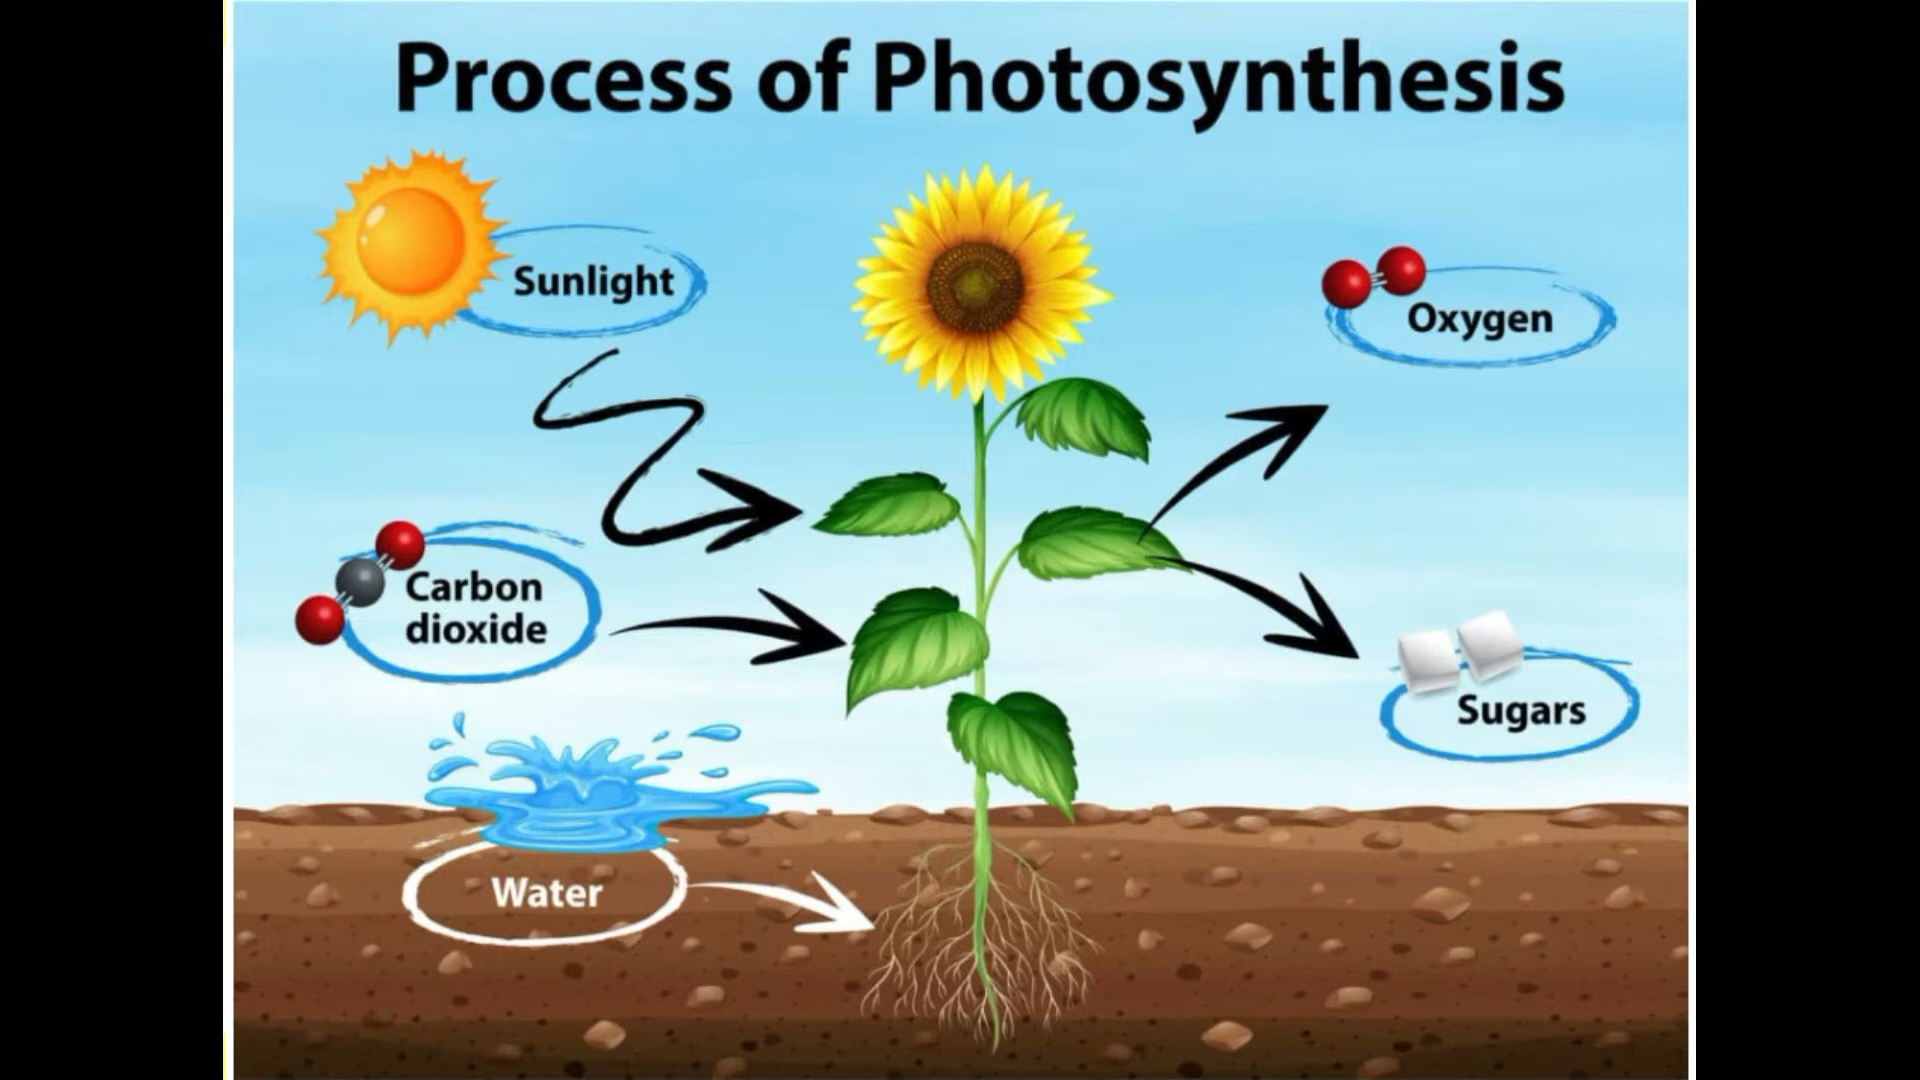 Process of Photosynthesis
Sunlight
Oxygen
Carbon
dioxide
Sugars
Water